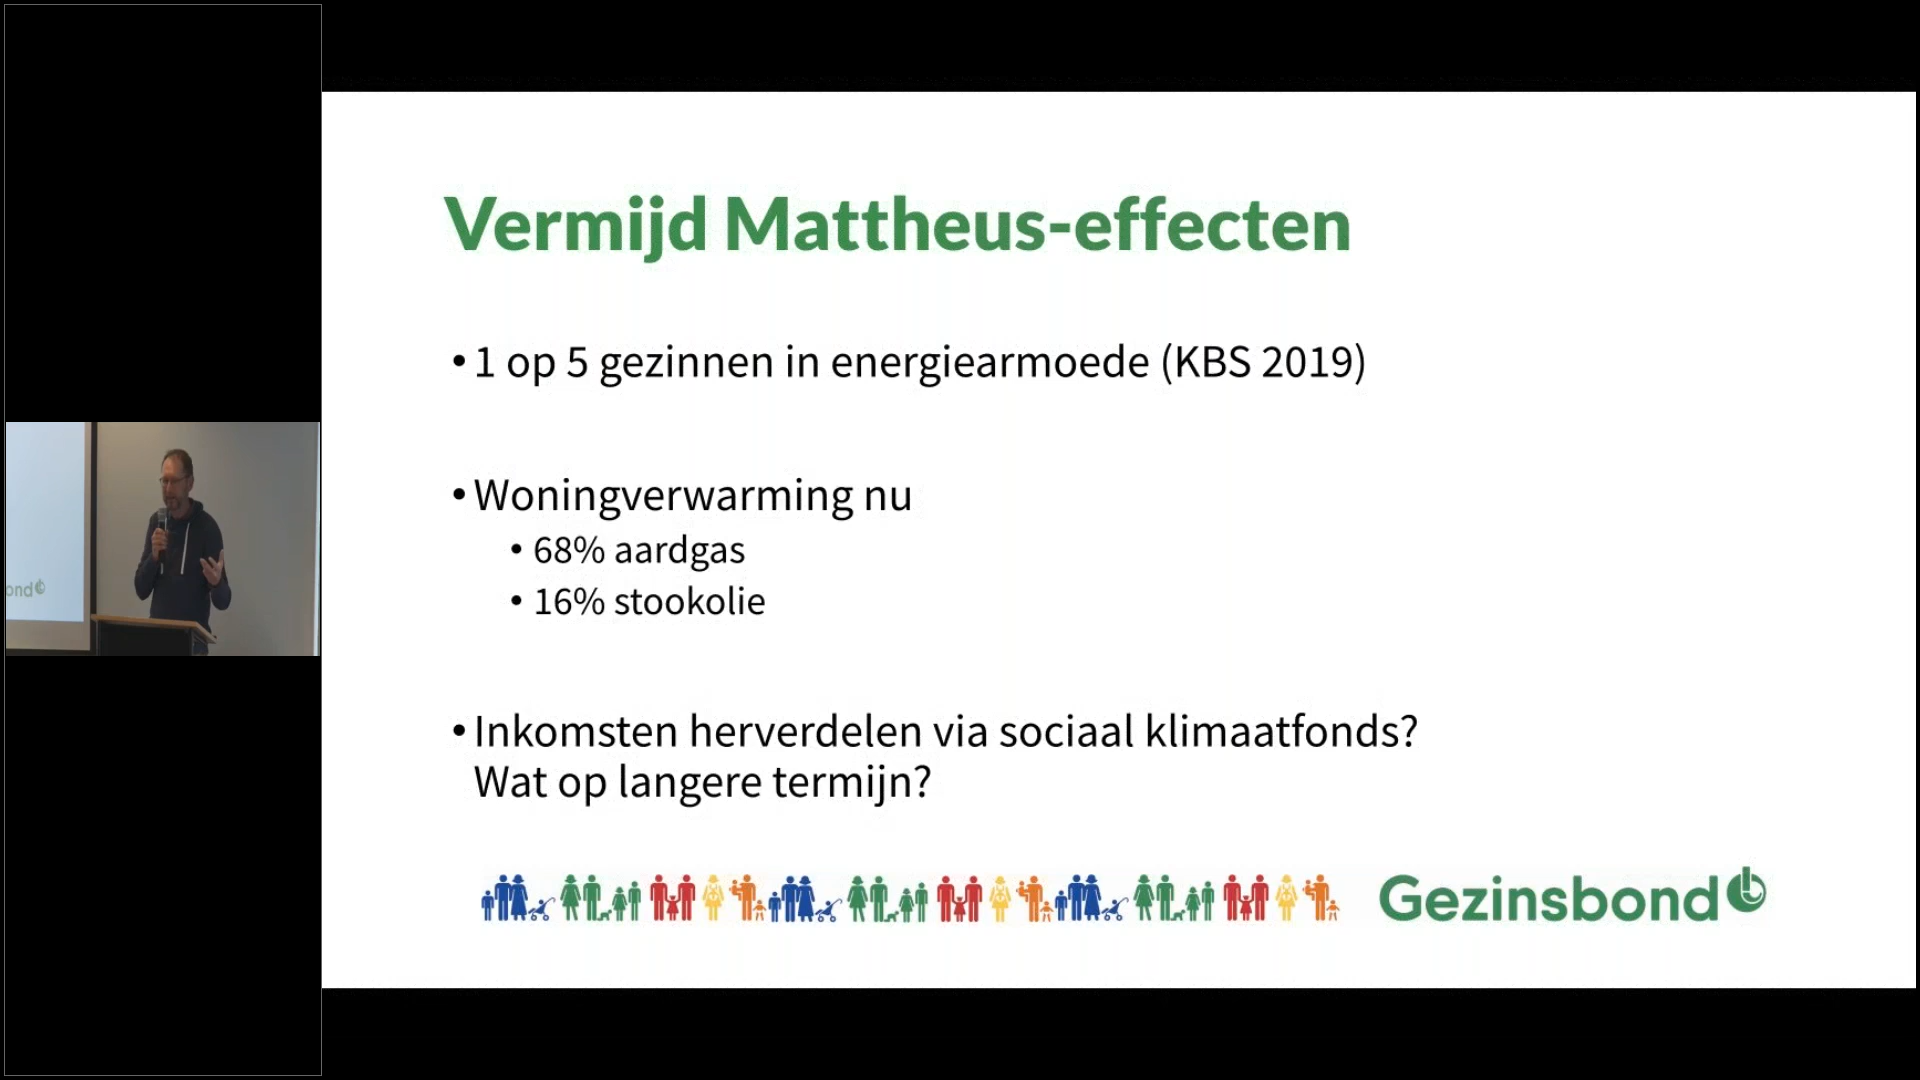 Vermijd Mattheus-effecten
• 1 op 5 gezinnen in energiearmoede (KBS 2019)
• Woningverwarming nu
• 68% aardgas
• 16% stookolie
• Inkomsten herverdelen via sociaal klimaatfonds?
Wat op langere termijn?
Gezinsbond
ond